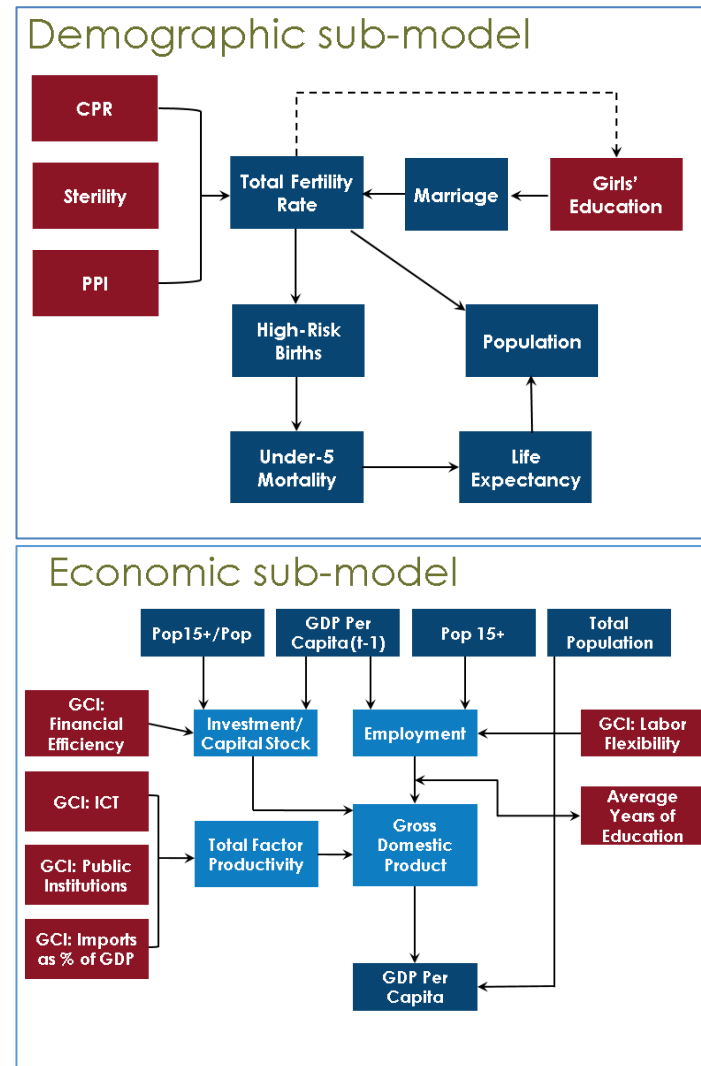 Demographic sub-model
CPR
Sterility
PPI
Total Fertility
Rate
Marriage
Girls'
Education
High-Risk
Births
Population
Under-5
Mortality
Life
Expectancy
Economic sub-model
Pop15+/Pop
GDP Per
Capita(t-1)
Pop 15+
Total
Population
GCI:
Financial
Efficiency
Investment/
Capital Stock
Employment
GCI: Labor
Flexibility
GCI: ICT
GCI: Public
Institutions
GCI: Imports
as % of GDP
Total Factor
Productivity
Gross
Domestic
Product
Average
Years of
Education
GDP Per
Capita